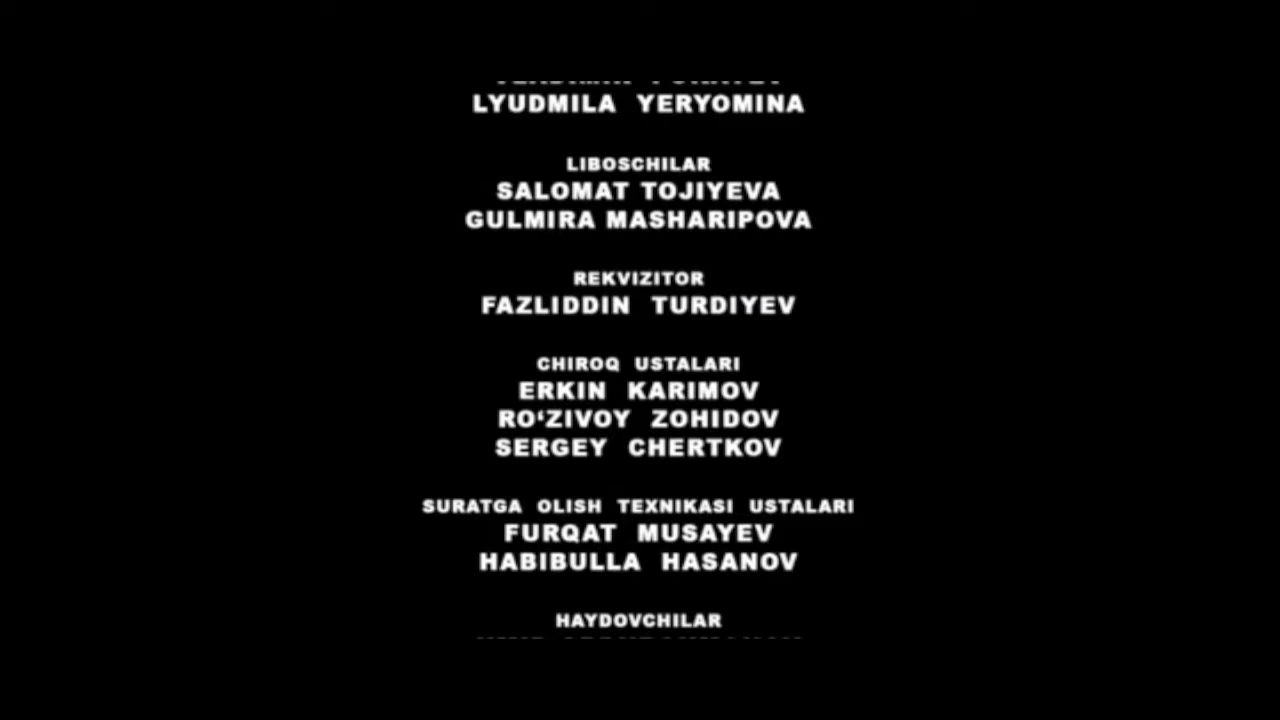 LYUDMILA YERYOMINA
LIBOSCHILAR
SALOMAT TOJIYEVA
GULMIRA MASHARIPOVA
REKVIZITOR
FAZLIDDIN TURDIYEV
CHIROQ USTALARI
ERKIN KARIMOV
RO‘ZIVOY ZOHIDOV
SERGEY CHERTKOV
SURATGA OLISH TEXNIKASI USTALARI
FURQAT MUSAYEV
HABIBULLA HASANOV
HAYDOVCHILAR